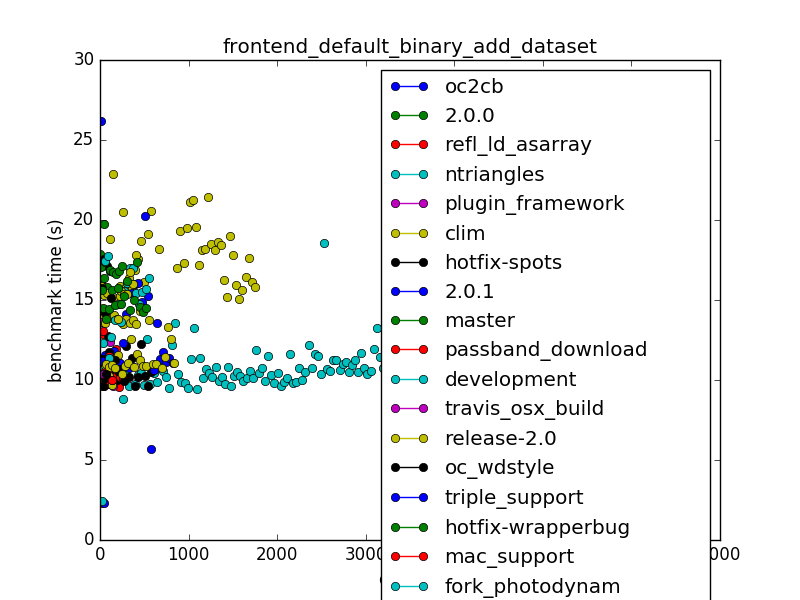 frontend_default_binary_add_dataset
30
25
20
15
10
5
0
benchmark time (s)
0
1000
2000
3000
000
oc2cb
2.0.0
refl_ld_asarray
ntriangles
plugin_framework
clim
hotfix-spots
2.0.1
master
passband_download
development
travis_osx_build
release-2.0
oc_wdstyle
triple_support
hotfix-wrapperbug
mac_support
fork_photodynam